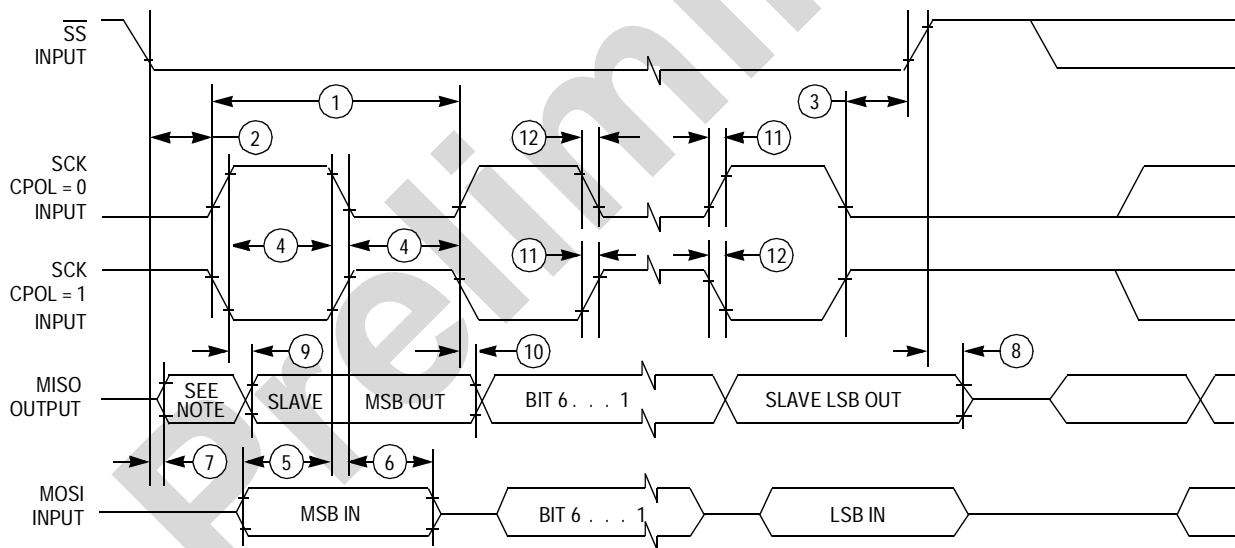 SS
INPUT
1
3
2
12
11
SCK
CPOL = 0
INPUT
4
4
SCK
CPOL = 1
INPUT
11
12
9
10
8
MISO
OUTPUT
SEE
NOTE
SLAVE
MSB OUT
BIT 6 . . . 1
SLAVE LSB OUT
7
5
6
MOSI
INPUT
MSB IN
BIT 6 . . . 1
LSB IN
Prelimi